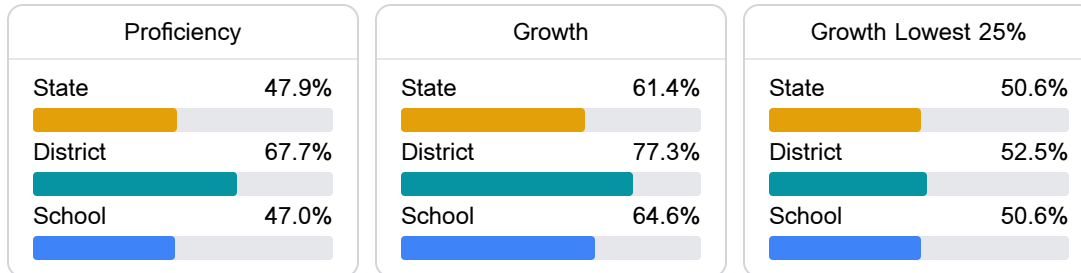 Proficiency
State 47.9%
District 67.7%
School 47.0%
Growth
State 61.4%
District 77.3%
School 64.6%
Growth Lowest 25%
State 50.6%
District 52.5%
School 50.6%